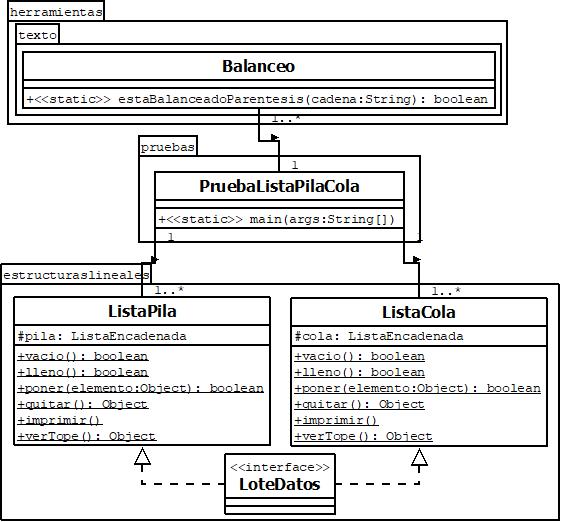 herramientas
texto
Balanceo
+<<static>> estaBalanceadoParentesis(cadena:String): boolean
1..*
pruebas
1
PruebaListaPilaCola
+<<static>> main(args:String[])
1
1
estructuraslineales
1..*
1..*
ListaPila
#pila: ListaEncadenada
+vacio(): boolean
+lleno(): boolean
+poner(elemento:Object): boolean
+quitar(): Object
+imprimir()
+verTope(): Object
ListaCola
#cola: ListaEncadenada
+vacio(): boolean
+lleno(): boolean
+poner(elemento:Object): boolean
+quitar(): Object
+imprimir()
+verTope(): Object
<<interface>>
LoteDatos